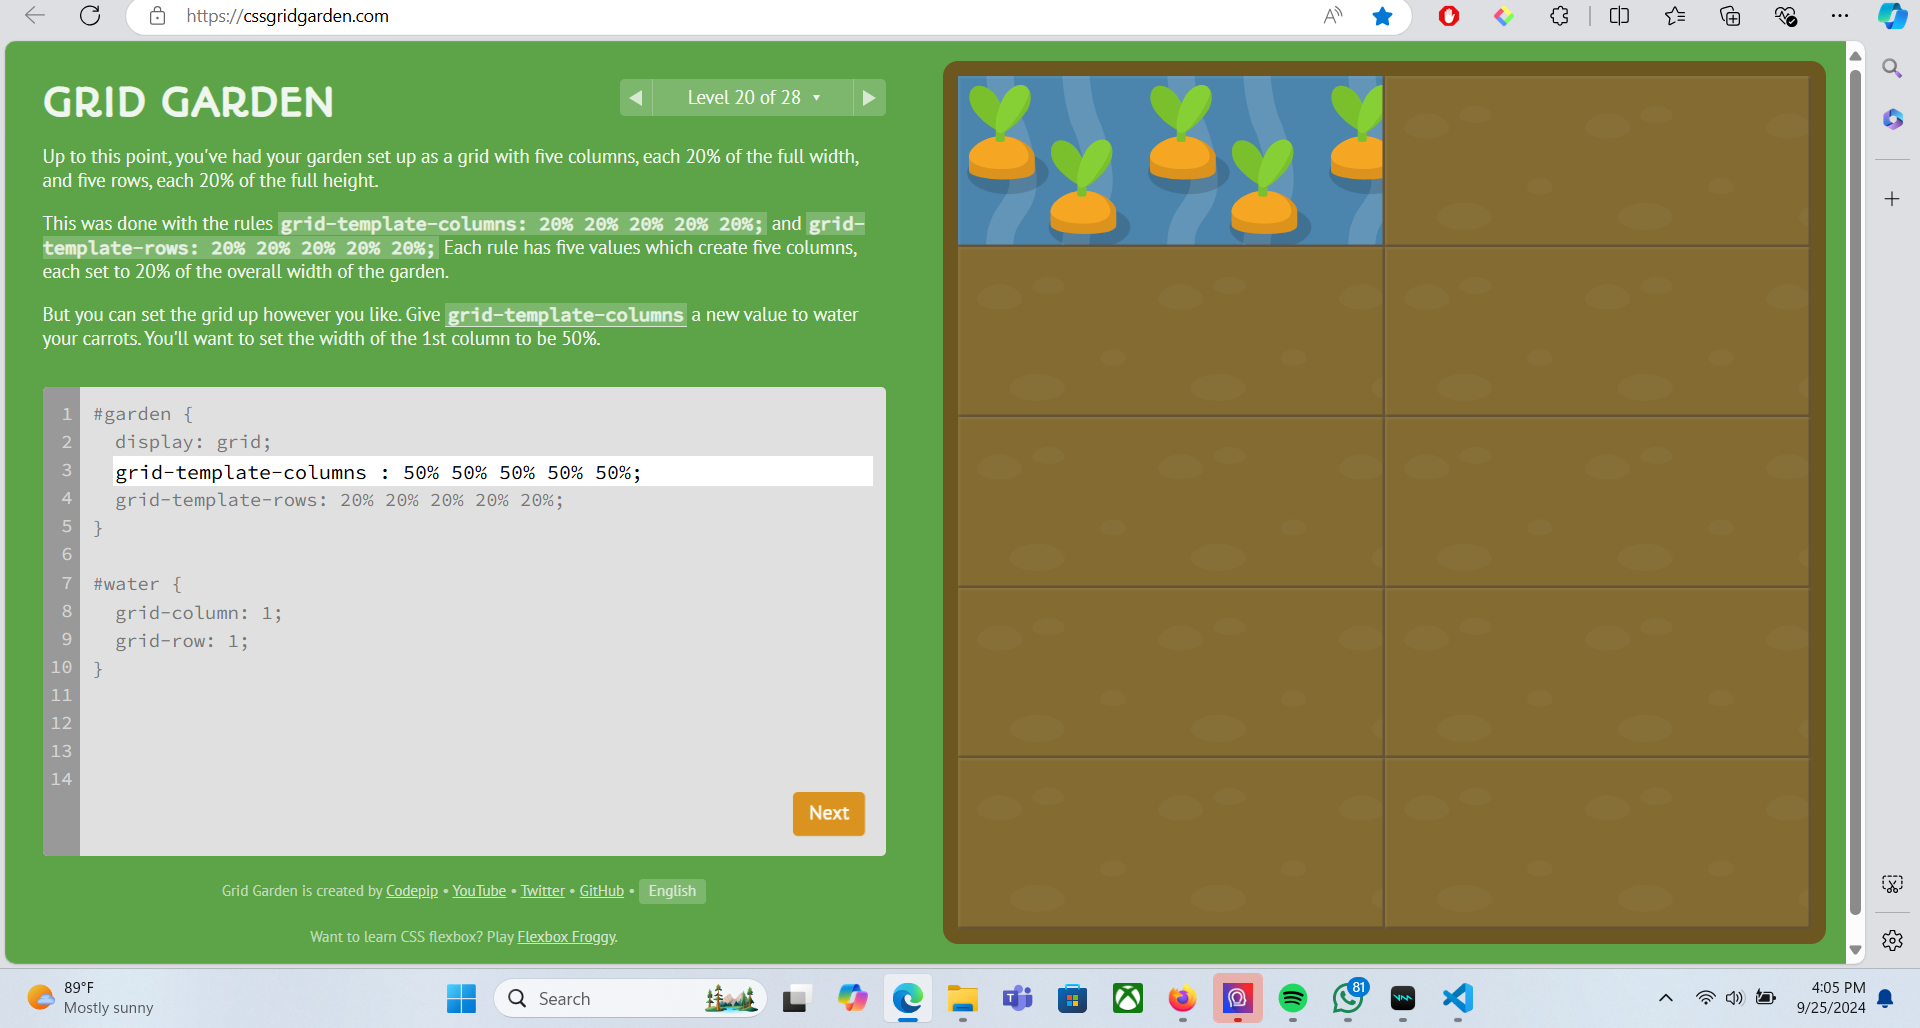 https://cssgridgarden.com
GRID GARDEN
Level 20 of 28
Up to this point, you've had your garden set up as a grid with five columns, each 20% of the full width,
and five rows, each 20% of the full height.
This was done with the rules grid-template-columns: 20% 20% 20% 20% 20%; and grid-
template-rows: 20% 20% 20% 20% 20%; Each rule has five values which create five columns,
each set to 20% of the overall width of the garden.
But you can set the grid up however you like. Give grid-template-columns a new value to water
your carrots. You'll want to set the width of the 1st column to be 50%.
1 #garden {
2 display: grid;
3 grid-template-columns : 50% 50% 50% 50% 50%;
4 grid-template-rows: 20% 20% 20% 20% 20%;
5 }
6
7 #water {
8 grid-column: 1;
9 grid-row: 1;
10 }
11
12
13
14
Next
Grid Garden is created by Codepip • YouTube • Twitter • GitHub • English
Want to learn CSS flexbox? Play Flexbox Froggy.
89°F
Mostly sunny
Search
81
4:05 PM
9/25/2024